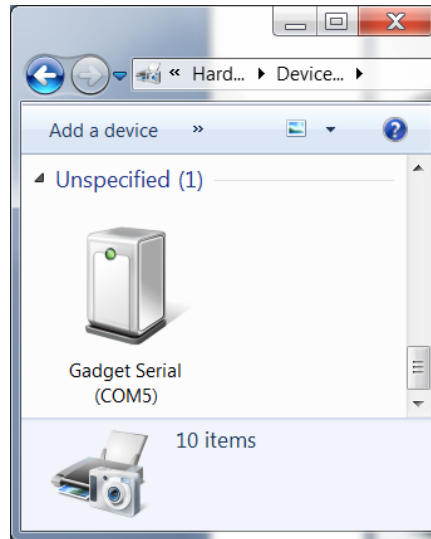 « Hard... ▸ Device... ▸
Add a device »
Unspecified (1)
Gadget Serial
(COM5)
10 items